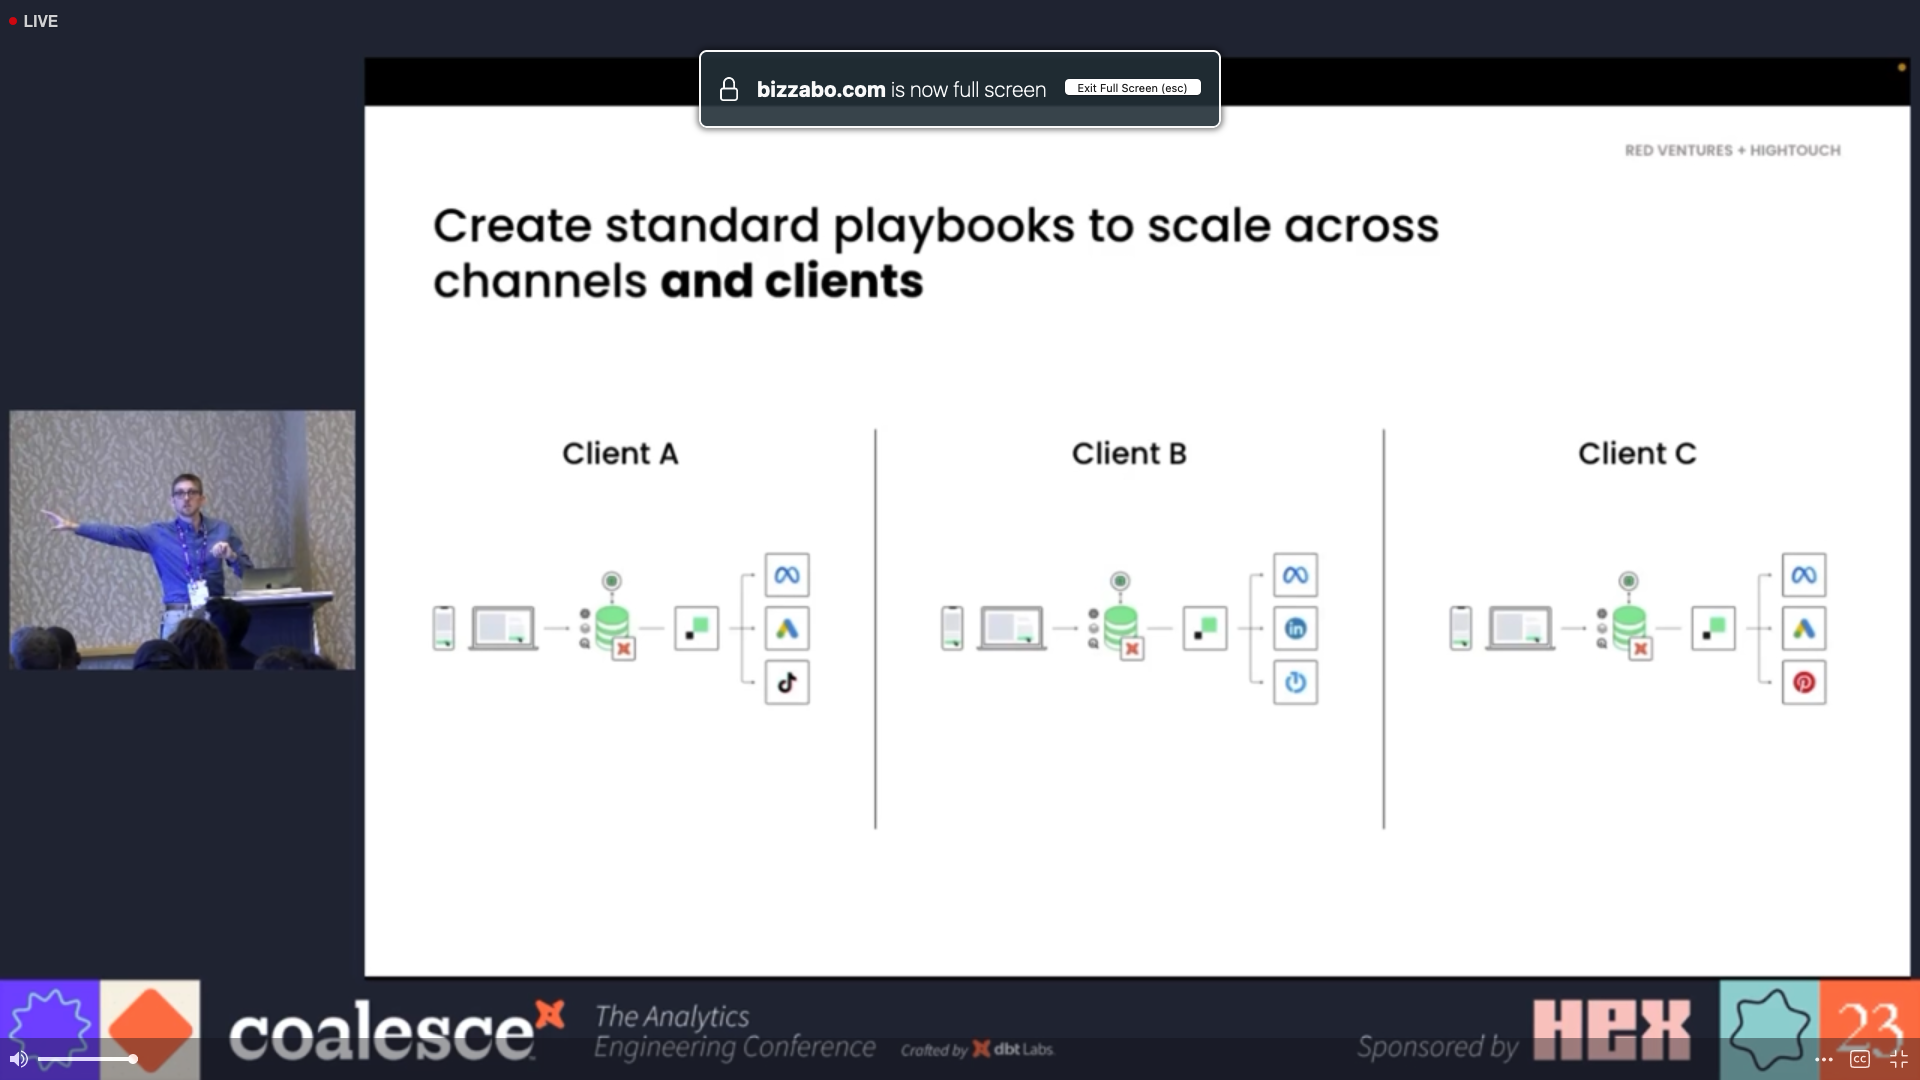 LIVE
bizzabo.com is now full screen
Exit Full Screen (esc)
RED VENTURES + HIGHTOUCH
Create standard playbooks to scale across
channels and clients
Client A
Client B
Client C
in
coalesce
The Analytics
Engineering Conference
Crafted by dbt Labs
Sponsored by
HEX
23
CC